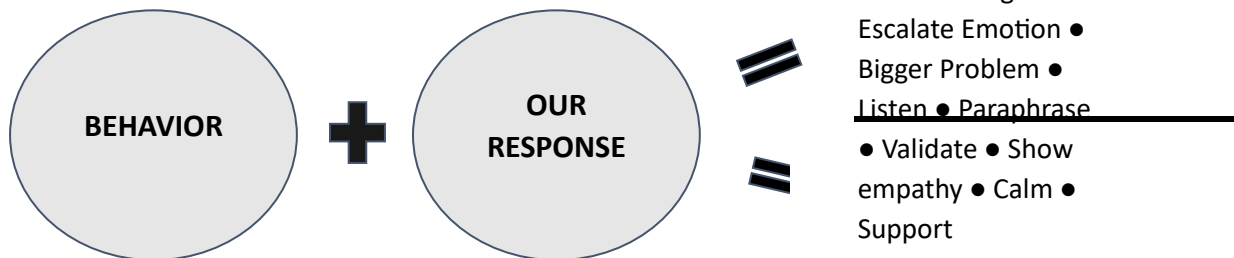 BEHAVIOR
OUR
RESPONSE
Escalate Emotion ●
Bigger Problem ●
Listen ● Paraphrase
● Validate ● Show
empathy ● Calm ●
Support